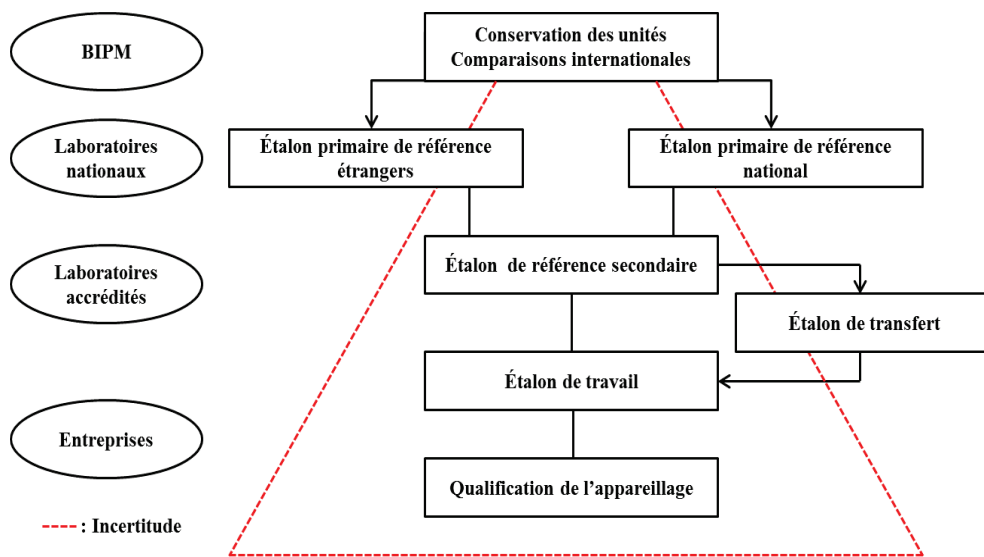 BIPM
Conservation des unités
Comparaisons internationales
Laboratoires
nationaux
Étalon primaire de référence
étrangers
Étalon primaire de référence
national
Laboratoires
accrédités
Étalon de référence secondaire
Étalon de transfert
Étalon de travail
Entreprises
Qualification de l’appareillage
: Incertitude